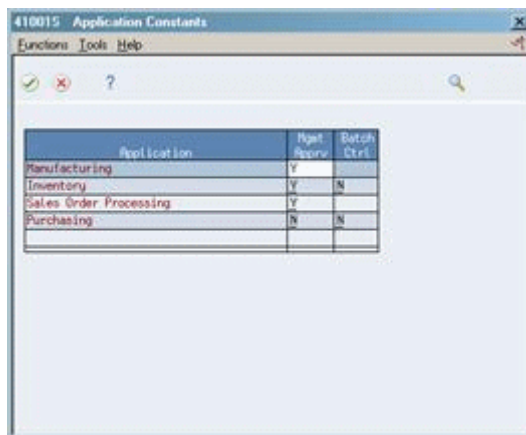 410015 Application Constants
Functions Tools Help
?
Application Mgmt Apprv Batch Ctrl
Manufacturing Y
Inventory Y N
Sales Order Processing Y
Purchasing N N